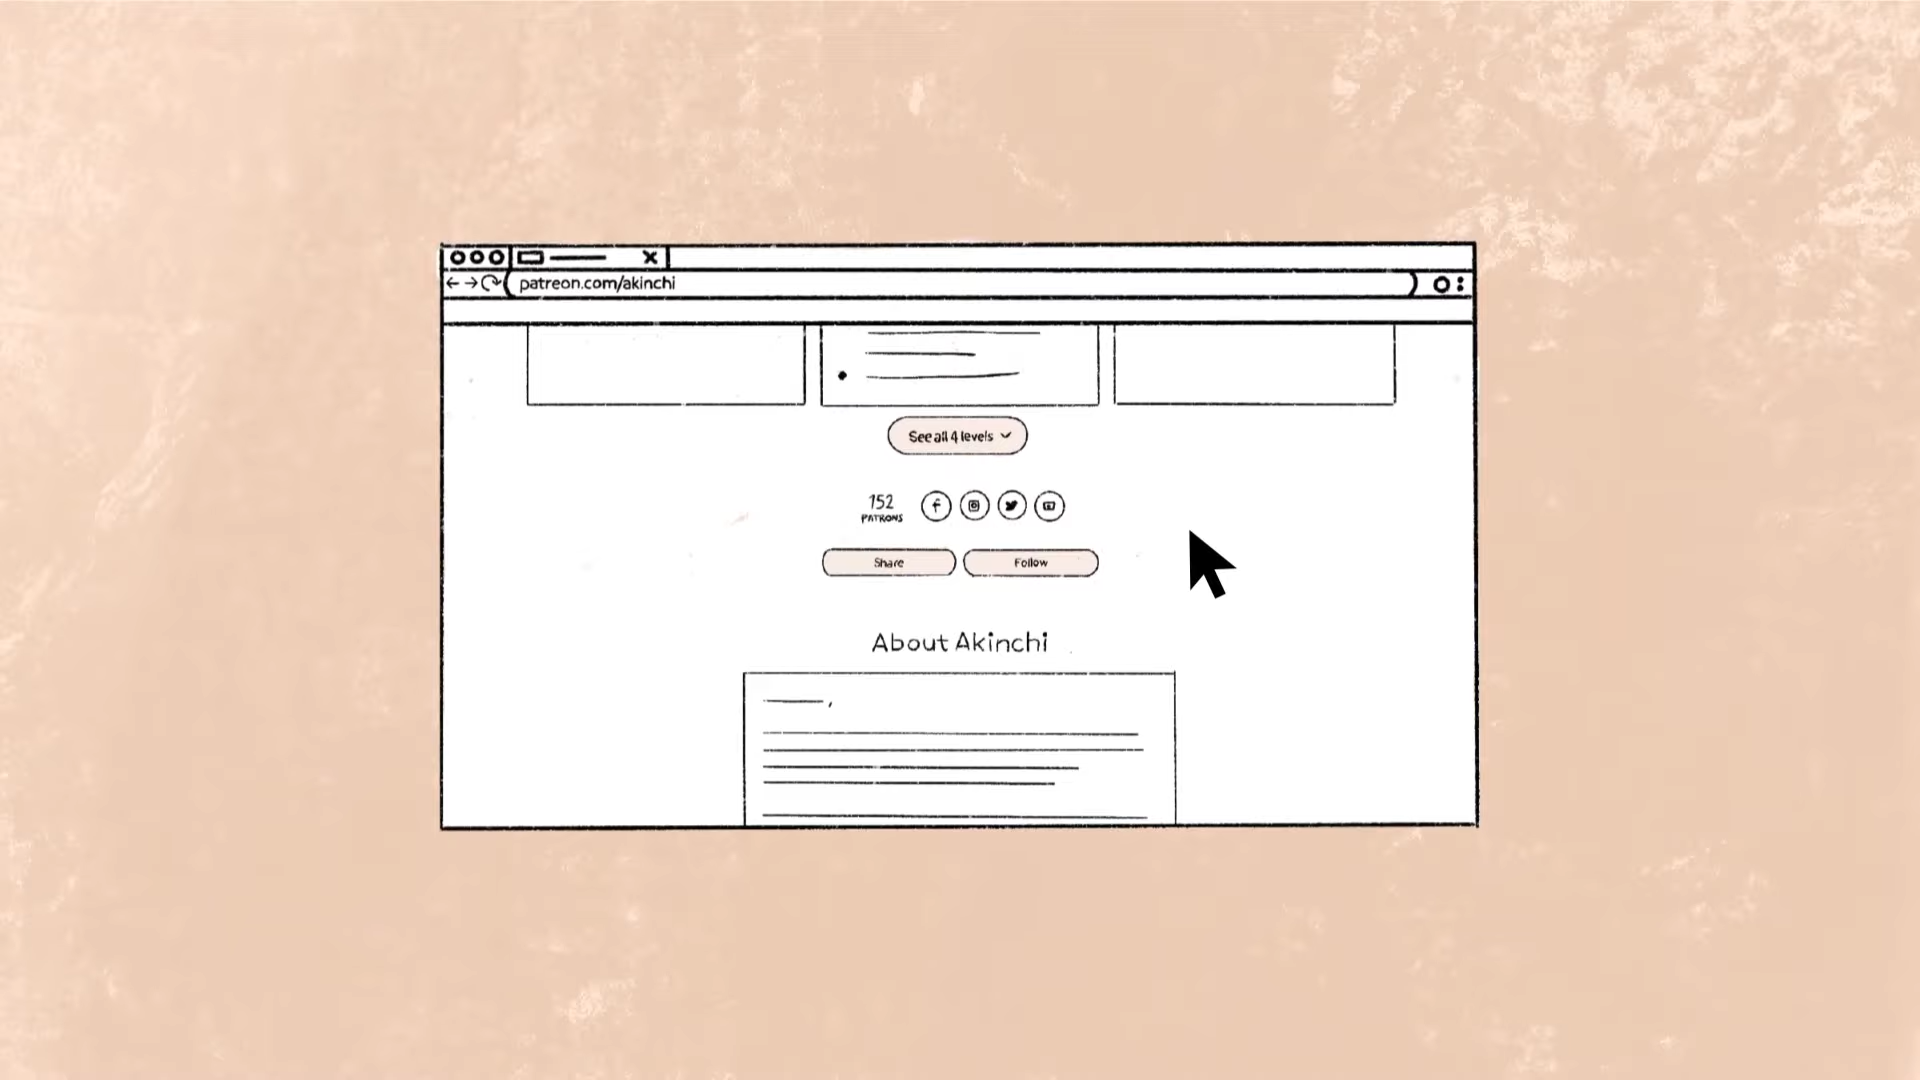 patreon.com/akinchi
See all 4 levels
152
PATRONS
Share
Follow
About Akinchi